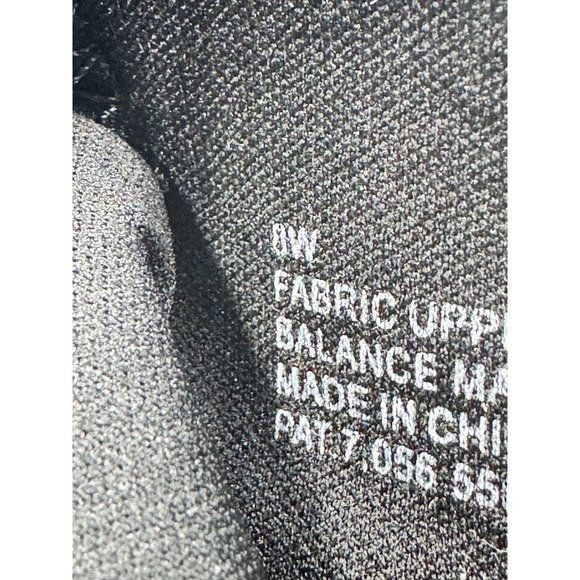 8W
FABRIC UPP
BALANCE MA
MADE IN CHI
PAT 7,056 55